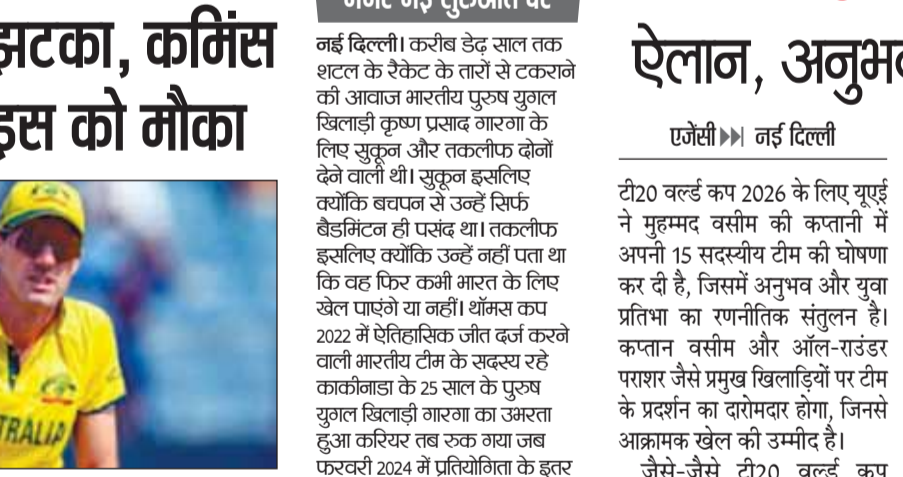 झटका, कमिंस
इस को मौका
TRALIA
नई दिल्ली। करीब डेढ़ साल तक
शटल के रैकेट के तारों से टकराने
की आवाज भारतीय पुरुष युगल
खिलाड़ी कृष्ण प्रसाद गारगा के
लिए सुकून और तकलीफ दोनों
देने वाली थी। सुकून इसलिए
क्योंकि बचपन से उन्हें सिर्फ
बैडमिंटन ही पसंद था। तकलीफ
इसलिए क्योंकि उन्हें नहीं पता था
कि वह फिर कभी भारत के लिए
खेल पाएंगे या नहीं। थॉमस कप
2022 में ऐतिहासिक जीत दर्ज करने
वाली भारतीय टीम के सदस्य रहे
काकीनाडा के 25 साल के पुरुष
युगल खिलाड़ी गारगा का उभरता
हुआ करियर तब रुक गया जब
फरवरी 2024 में प्रतियोगिता के इतर
ऐलान, अनुभव
एजेंसी नई दिल्ली
टी20 वर्ल्ड कप 2026 के लिए यूएई
ने मुहम्मद वसीम की कप्तानी में
अपनी 15 सदस्यीय टीम की घोषणा
कर दी है, जिसमें अनुभव और युवा
प्रतिभा का रणनीतिक संतुलन है।
कप्तान वसीम और ऑल-राउंडर
पराशर जैसे प्रमुख खिलाड़ियों पर टीम
के प्रदर्शन का दारोमदार होगा, जिनसे
आक्रामक खेल की उम्मीद है।
जैसे-जैसे टी20 वर्ल्ड कप